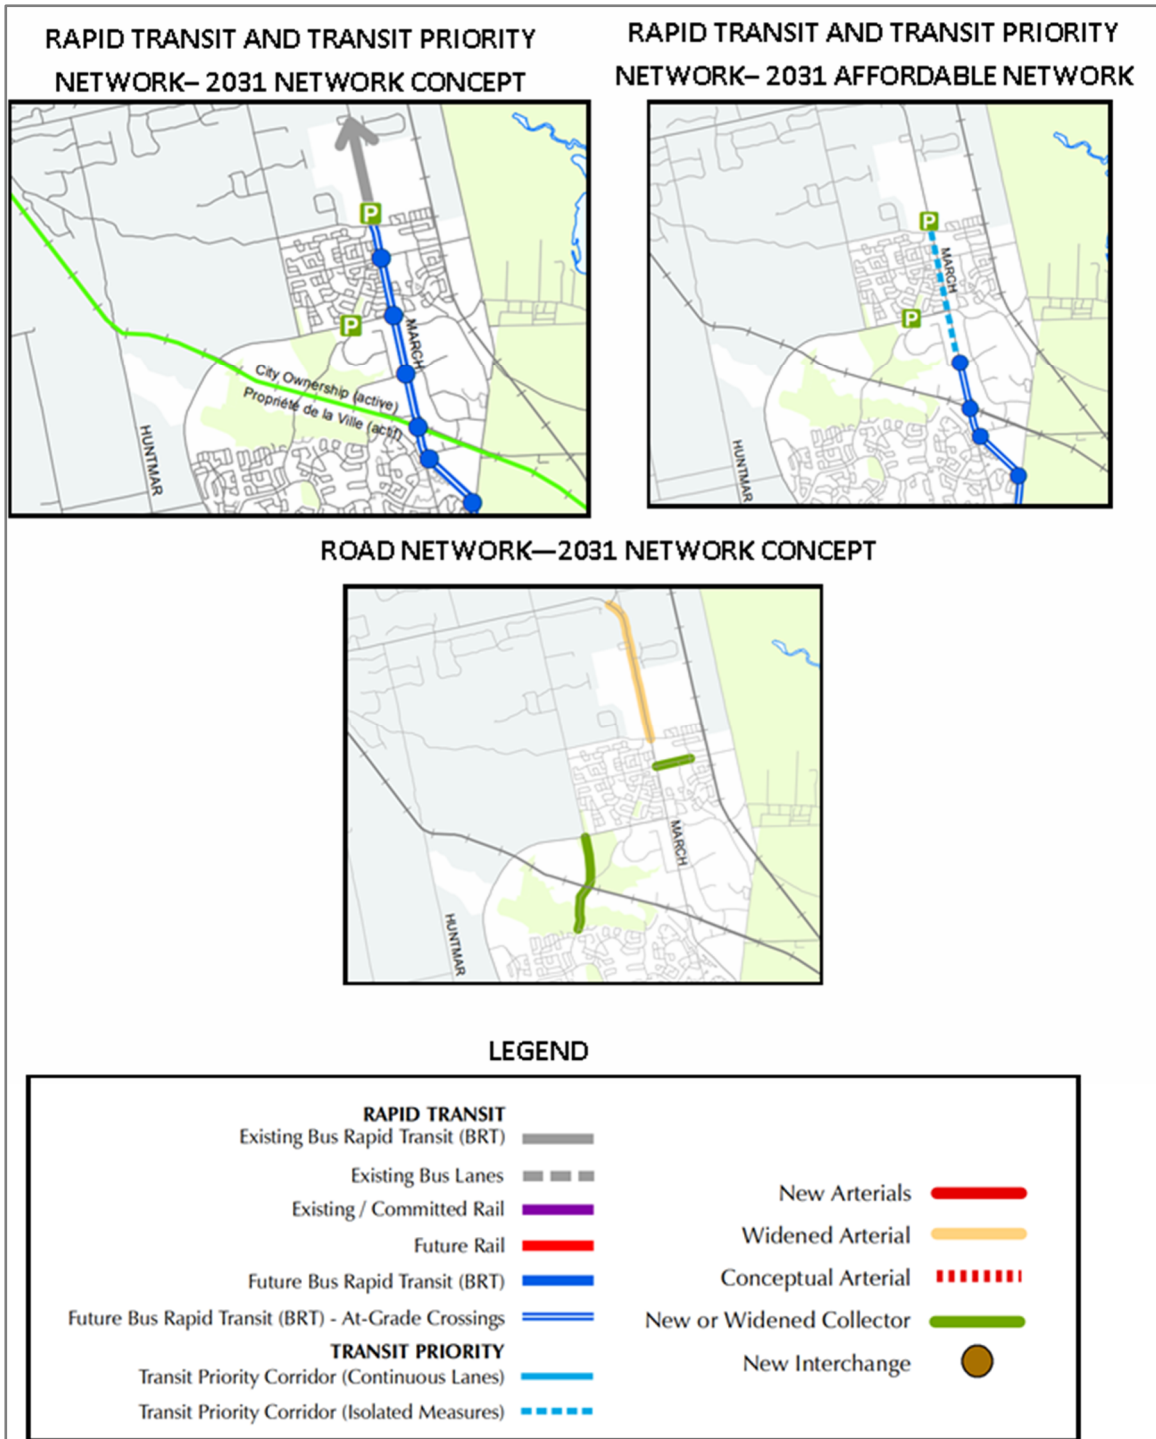 RAPID TRANSIT AND TRANSIT PRIORITY
NETWORK– 2031 NETWORK CONCEPT
P
P
MARCH
City Ownership (active)
Propriété de la Ville (actif)
HUNTMAR
RAPID TRANSIT AND TRANSIT PRIORITY
NETWORK– 2031 AFFORDABLE NETWORK
P
MARCH
P
HUNTMAR
ROAD NETWORK—2031 NETWORK CONCEPT
MARCH
HUNTMAR
LEGEND
RAPID TRANSIT
Existing Bus Rapid Transit (BRT)
Existing Bus Lanes
Existing / Committed Rail
Future Rail
Future Bus Rapid Transit (BRT)
Future Bus Rapid Transit (BRT) - At-Grade Crossings
TRANSIT PRIORITY
Transit Priority Corridor (Continuous Lanes)
Transit Priority Corridor (Isolated Measures)
New Arterials
Widened Arterial
Conceptual Arterial
New or Widened Collector
New Interchange